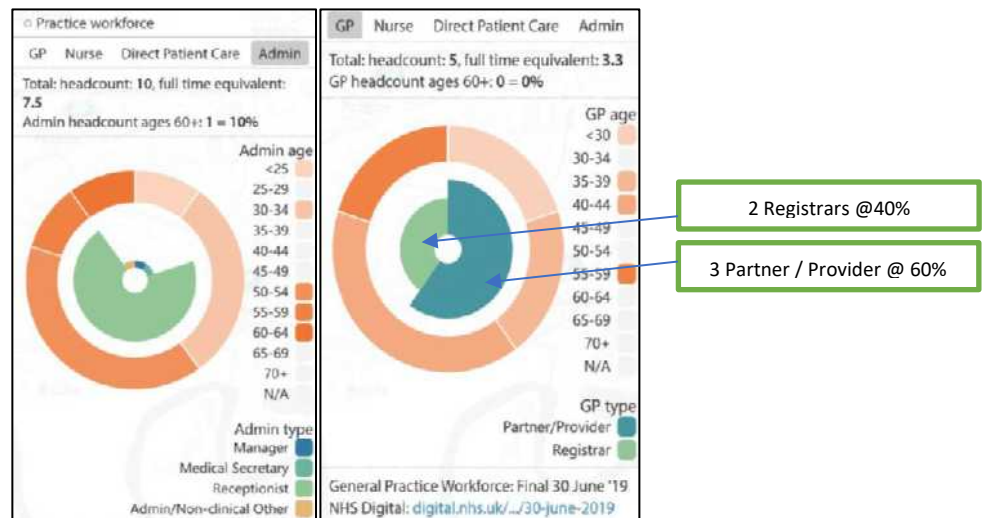 ○ Practice workforce
GP Nurse Direct Patient Care Admin
Total: headcount: 10, full time equivalent:
7.5
Admin headcount ages 60+: 1 = 10%
Admin age
<25
25-29
30-34
35-39
40-44
45-49
50-54
55-59
60-64
65-69
70+
N/A
Admin type
Manager
Medical Secretary
Receptionist
Admin/Non-clinical Other
GP Nurse Direct Patient Care Admin
Total: headcount: 5, full time equivalent: 3.3
GP headcount ages 60+: 0 = 0%
GP age
<30
30-34
35-39
40-44
45-49
50-54
55-59
60-64
65-69
70+
N/A
GP type
Partner/Provider
Registrar
General Practice Workforce: Final 30 June '19
NHS Digital: digital.nhs.uk/.../30-june-2019
2 Registrars @40%
3 Partner / Provider @ 60%